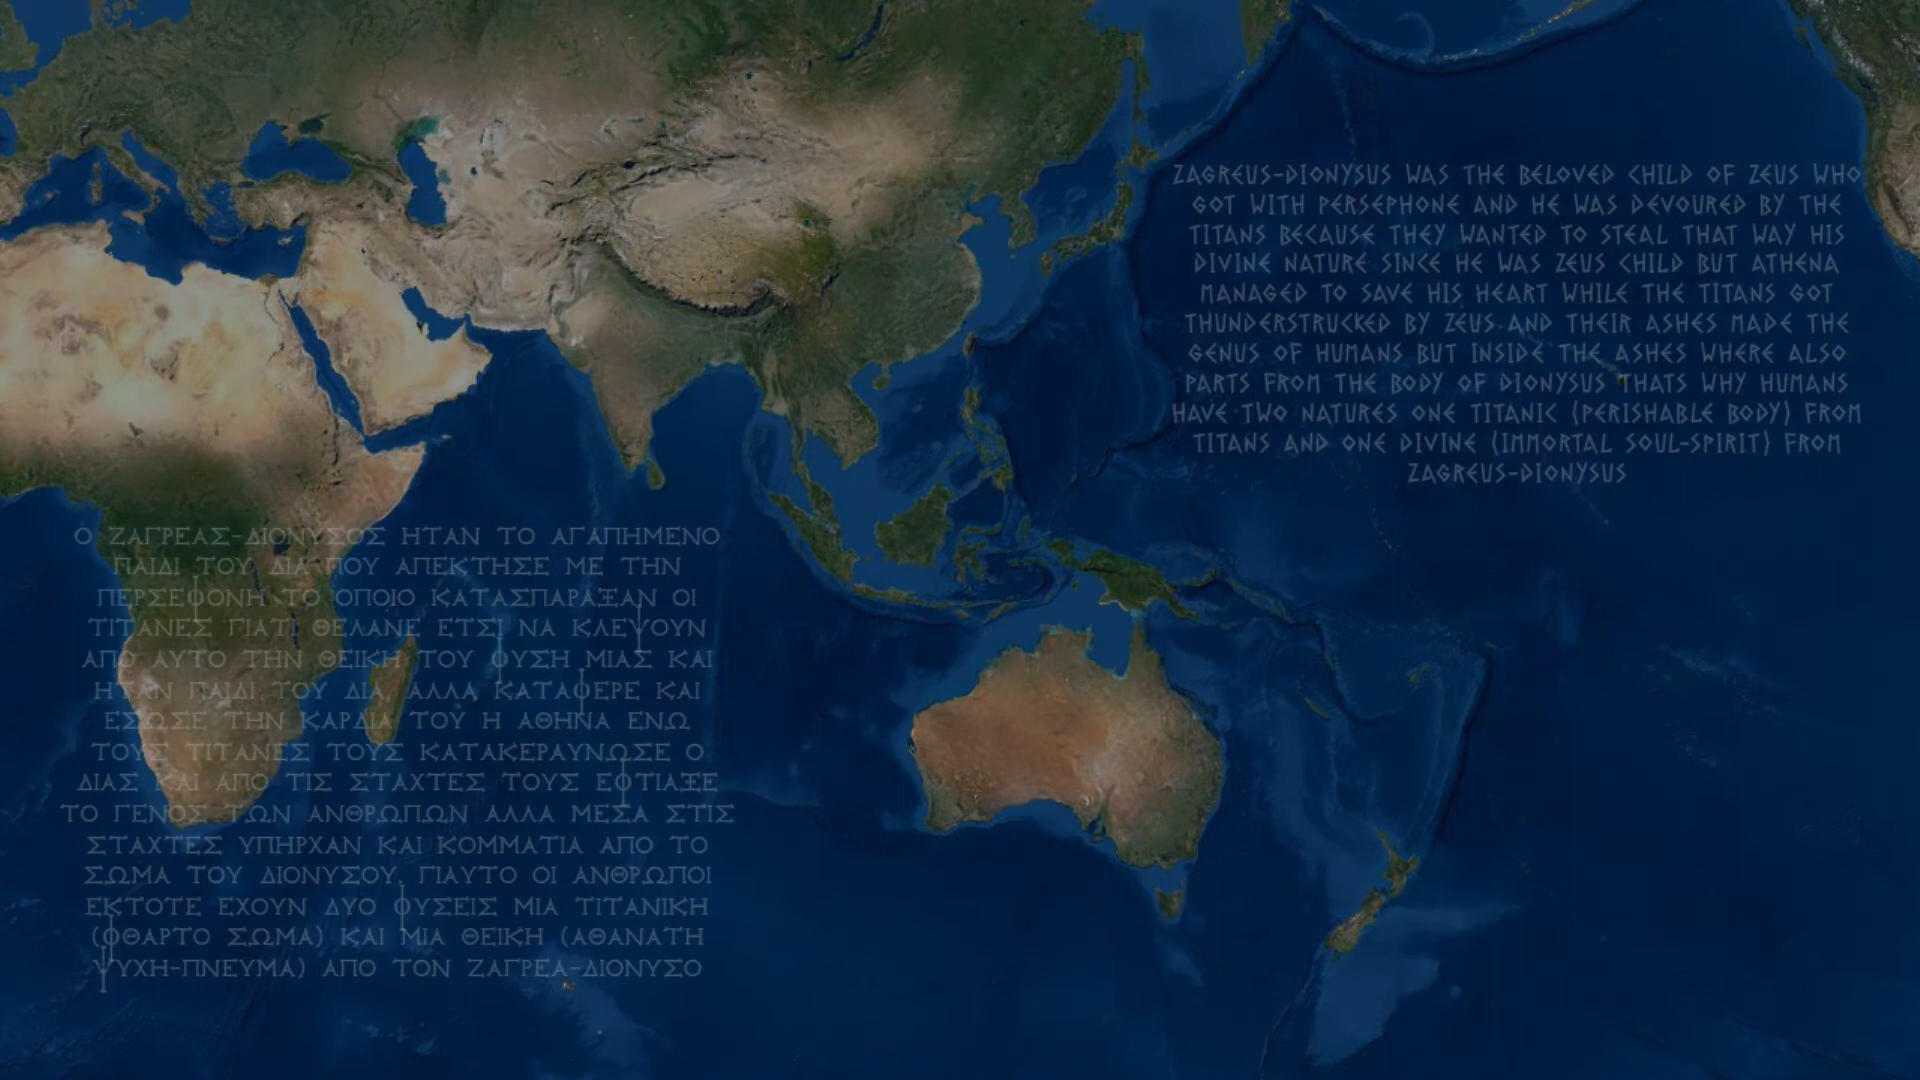 ZAGREUS-DIONYSUS WAS THE BELOVED CHILD OF ZEUS WHO
GOT WITH PERSEPHONE AND HE WAS DEVOURED BY THE
TITANS BECAUSE THEY WANTED TO STEAL THAT WAY HIS
DIVINE NATURE SINCE HE WAS ZEUS CHILD BUT ATHENA
MANAGED TO SAVE HIS HEART WHILE THE TITANS GOT
THUNDERSTRUCKED BY ZEUS AND THEIR ASHES MADE THE
GENUS OF HUMANS BUT INSIDE THE ASHES WHERE ALSO
PARTS FROM THE BODY OF DIONYSUS THATS WHY HUMANS
HAVE TWO NATURES ONE TITANIC (PERISHABLE BODY) FROM
TITANS AND ONE DIVINE (IMMORTAL SOUL-SPIRIT) FROM
ZAGREUS-DIONYSUS
Ο ΖΑΓΡΕΑΣ-ΔΙΟΝΥΣΟΣ ΗΤΑΝ ΤΟ ΑΓΑΠΗΜΕΝΟ
ΠΑΙΔΙ ΤΟΥ ΔΙΑ ΠΟΥ ΑΠΕΚΤΗΣΕ ΜΕ ΤΗΝ
ΠΕΡΣΕΦΟΝΗ ΤΟ ΟΠΟΙΟ ΚΑΤΑΣΠΑΡΑΞΑΝ ΟΙ
ΤΙΤΑΝΕΣ ΓΙΑΤΙ ΘΕΛΑΝΕ ΕΤΣΙ ΝΑ ΚΛΕΨΟΥΝ
ΑΠΟ ΑΥΤΟ ΤΗΝ ΘΕΙΚΗ ΤΟΥ ΦΥΣΗ ΜΙΑΣ ΚΑΙ
ΗΤΑΝ ΠΑΙΔΙ ΤΟΥ ΔΙΑ, ΑΛΛΑ ΚΑΤΑΦΕΡΕ ΚΑΙ
ΕΣΩΣΕ ΤΗΝ ΚΑΡΔΙΑ ΤΟΥ Η ΑΘΗΝΑ ΕΝΩ
ΤΟΥΣ ΤΙΤΑΝΕΣ ΤΟΥΣ ΚΑΤΑΚΕΡΑΥΝΩΣΕ Ο
ΔΙΑΣ ΚΑΙ ΑΠΟ ΤΙΣ ΣΤΑΧΤΕΣ ΤΟΥΣ ΕΦΤΙΑΞΕ
ΤΟ ΓΕΝΟΣ ΤΩΝ ΑΝΘΡΩΠΩΝ ΑΛΛΑ ΜΕΣΑ ΣΤΙΣ
ΣΤΑΧΤΕΣ ΥΠΗΡΧΑΝ ΚΑΙ ΚΟΜΜΑΤΙΑ ΑΠΟ ΤΟ
ΣΩΜΑ ΤΟΥ ΔΙΟΝΥΣΟΥ, ΓΙΑΥΤΟ ΟΙ ΑΝΘΡΩΠΟΙ
ΕΚΤΟΤΕ ΕΧΟΥΝ ΔΥΟ ΦΥΣΕΙΣ ΜΙΑ ΤΙΤΑΝΙΚΗ
(ΦΘΑΡΤΟ ΣΩΜΑ) ΚΑΙ ΜΙΑ ΘΕΙΚΗ (ΑΘΑΝΑΤΗ
ΨΥΧΗ-ΠΝΕΥΜΑ) ΑΠΟ ΤΟΝ ΖΑΓΡΕΑ-ΔΙΟΝΥΣΟ